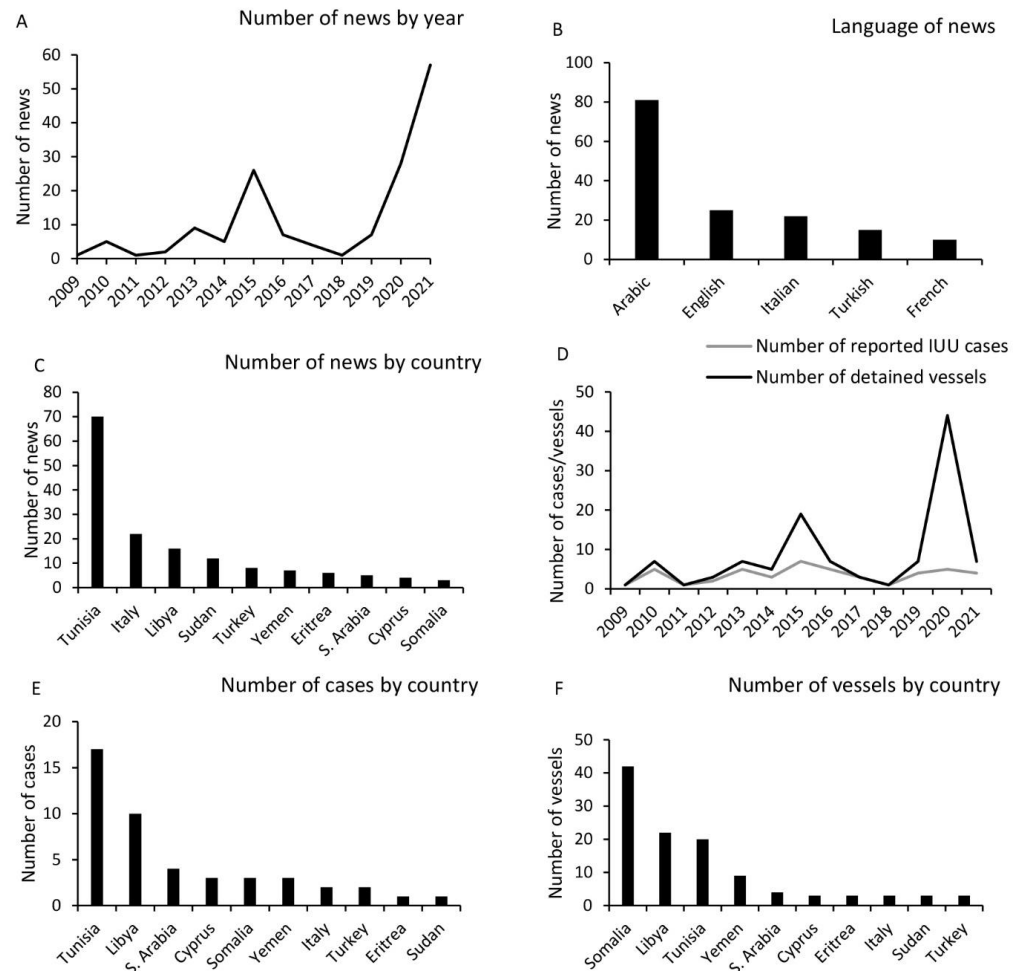 A
Number of news by year
Number of news
60
50
40
30
20
10
0
2009
2010
2011
2012
2013
2014
2015
2016
2017
2018
2019
2020
2021
B
Language of news
Number of news
100
80
60
40
20
0
Arabic
English
Italian
Turkish
French
C
Number of news by country
Number of news
80
70
60
50
40
30
20
10
0
Tunisia
Italy
Libya
Sudan
Turkey
Yemen
Eritrea
S. Arabia
Cyprus
Somalia
D
Number of reported IUU cases
Number of detained vessels
Number of cases/vessels
50
40
30
20
10
0
2009
2010
2011
2012
2013
2014
2015
2016
2017
2018
2019
2020
2021
E
Number of cases by country
Number of cases
20
15
10
5
0
Tunisia
Libya
S. Arabia
Cyprus
Somalia
Yemen
Italy
Turkey
Eritrea
Sudan
F
Number of vessels by country
Number of vessels
50
40
30
20
10
0
Somalia
Libya
Tunisia
Yemen
S. Arabia
Cyprus
Eritrea
Italy
Sudan
Turkey